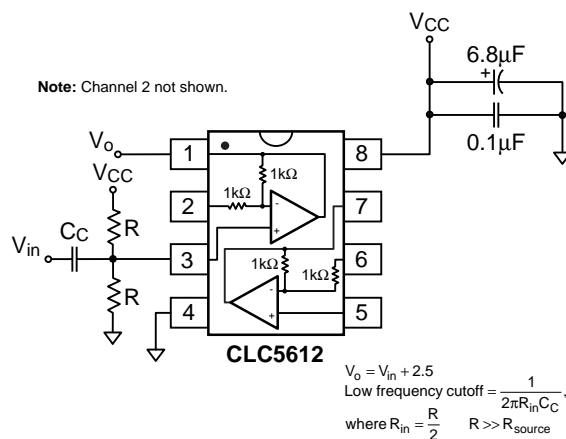 VCC
6.8µF
+
0.1µF
Note: Channel 2 not shown.
Vo
VCC
R
Vin
CC
R
1
2
3
4
8
7
6
5
1kΩ
1kΩ
-
+
1kΩ
1kΩ
-
+
CLC5612
Vo = Vin + 2.5
Low frequency cutoff = 1 / 2πRinCC ,
where Rin = R / 2 R >> Rsource